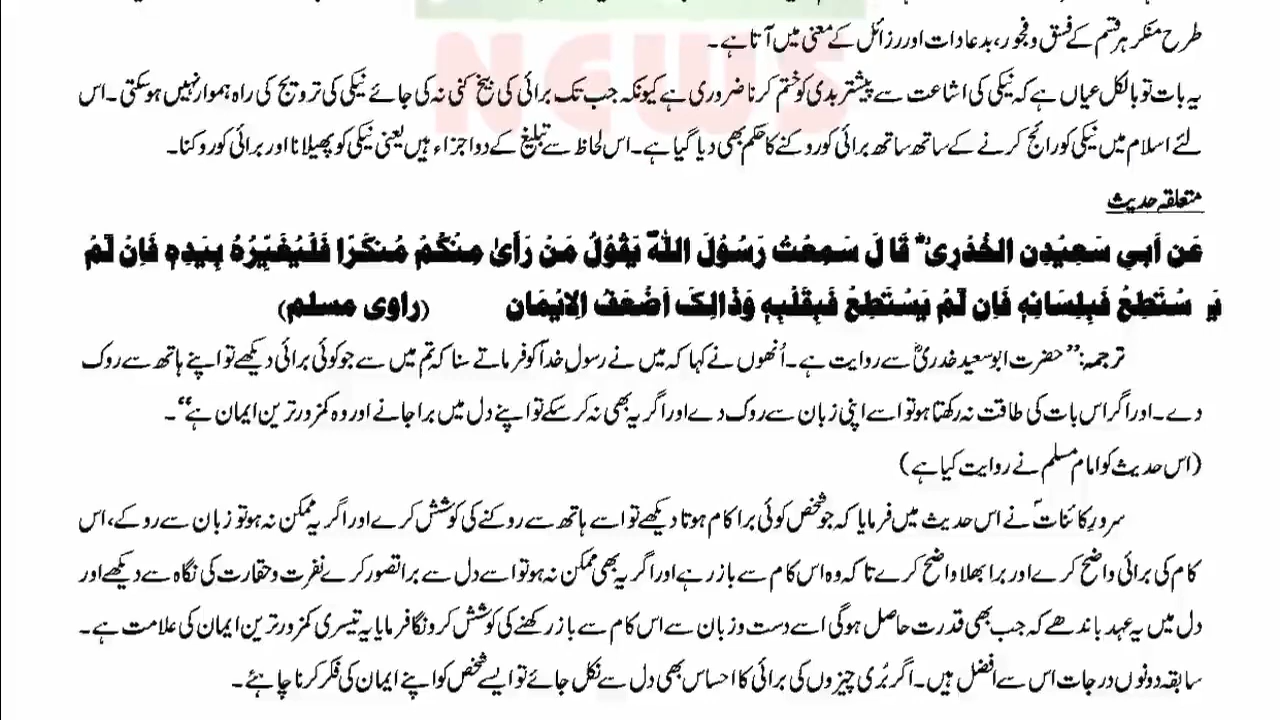 طرح منکر ہر قسم کے فسق و فجور، بدعادات اور رزائل کے معنی میں آتا ہے۔
NEWS
یہ بات تو بالکل عیاں ہے کہ نیکی کی اشاعت سے پیشتر بدی کو ختم کرنا ضروری ہے کیونکہ جب تک برائی کی بیخ کنی نہ کی جائے نیکی کی ترویج کی راہ ہموار نہیں ہوسکتی۔ اس
لئے اسلام میں نیکی کو رائج کرنے کے ساتھ ساتھ برائی کو روکنے کا حکم بھی دیا گیا ہے۔ اس لحاظ سے تبلیغ کے دو اجزاء ہیں یعنی نیکی کو پھیلانا اور برائی کو روکنا۔
متعلقہ حدیث
عَن أبي سَعِيْدِنِ الخُدْرِیْؓ قَا لَ سَمِعْتُ رَسُوْلَ اللّٰهؐ يَقُوْلُ مَنْ رَأىٰ مِنْكُمْ مُنْكَرًا فَلْيُغَيِّرْهُ بِيَدِهٖ فَاِنْ لَّمْ
يَ سْتَطِعْ فَبِلِسَانِهٖ فَاِن لَّمْ يَسْتَطِعْ فَبِقَلْبِهٖ وَذَالِكَ اَضْعَفُ الِايْمَان (راوی مسلم)
ترجمہ: ”حضرت ابوسعید غدریؓ سے روایت ہے۔ اُنھوں نے کہا کہ میں نے رسولِ خداؐ کو فرماتے سنا کہ تم میں سے جو کوئی برائی دیکھے تو اپنے ہاتھ سے روک
دے۔ اور اگر اس بات کی طاقت نہ رکھتا ہو تو اسے اپنی زبان سے روک دے اور اگر یہ بھی نہ کرسکے تو اپنے دل میں برا جانے اور وہ کمزور ترین ایمان ہے“۔
(اس حدیث کو امام مسلم نے روایت کیا ہے)
سرورِ کائناتؐ نے اس حدیث میں فرمایا کہ جو شخص کوئی برا کام ہوتا دیکھے تو اسے ہاتھ سے روکنے کی کوشش کرے اور اگر یہ ممکن نہ ہو تو زبان سے روکے، اس
کام کی برائی واضح کرے اور برا بھلا واضح کرے تا کہ وہ اس کام سے باز رہے اور اگر یہ بھی ممکن نہ ہو تو اسے دل سے برا تصور کرے نفرت و حقارت کی نگاہ سے دیکھے اور
دل میں یہ عہد باندھے کہ جب بھی قدرت حاصل ہوگی اسے دست و زبان سے اس کام سے باز رکھنے کی کوشش کرونگا فرمایا یہ تیسری کمزور ترین ایمان کی علامت ہے۔
سابقہ دونوں درجات اس سے افضل ہیں۔ اگر بُری چیزوں کی برائی کا احساس بھی دل سے نکل جائے تو ایسے شخص کو اپنے ایمان کی فکر کرنا چاہئے۔